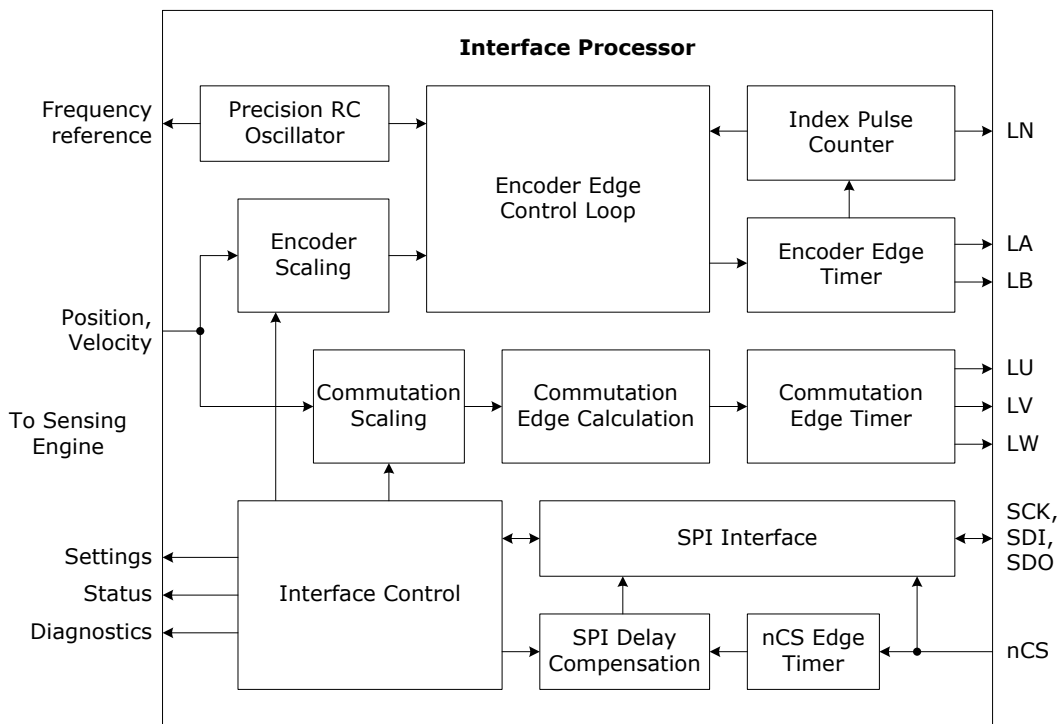 Interface Processor
Frequency
reference
Precision RC
Oscillator
Encoder Edge
Control Loop
Index Pulse
Counter
LN
Encoder
Scaling
Encoder Edge
Timer
LA
LB
Position,
Velocity
Commutation
Scaling
Commutation
Edge Calculation
Commutation
Edge Timer
LU
LV
LW
To Sensing
Engine
Settings
Status
Diagnostics
Interface Control
SPI Interface
SCK,
SDI,
SDO
SPI Delay
Compensation
nCS Edge
Timer
nCS